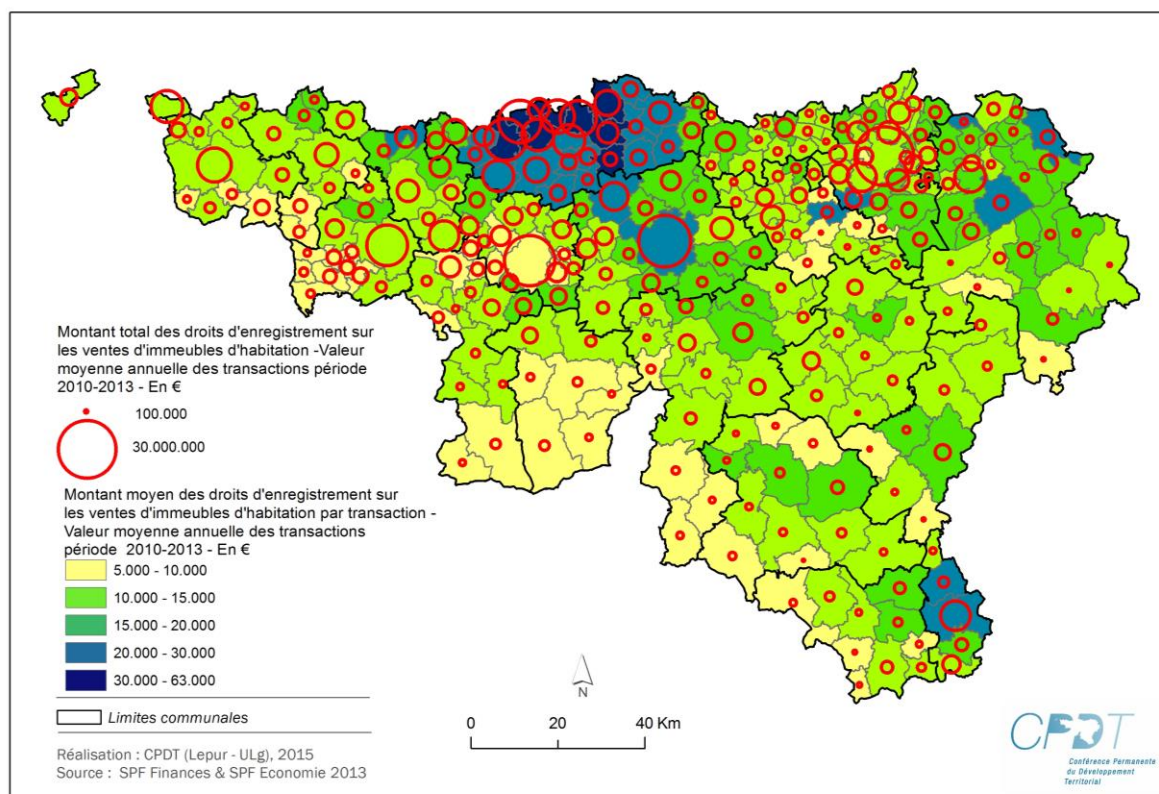 Montant total des droits d'enregistrement sur
les ventes d'immeubles d'habitation -Valeur
moyenne annuelle des transactions période
2010-2013 - En €
100.000
30.000.000
Montant moyen des droits d'enregistrement sur
les ventes d'immeubles d'habitation par transaction -
Valeur moyenne annuelle des transactions
période 2010-2013 - En €
5.000 - 10.000
10.000 - 15.000
15.000 - 20.000
20.000 - 30.000
30.000 - 63.000
Limites communales
Réalisation : CPDT (Lepur - ULg), 2015
Source : SPF Finances & SPF Economie 2013
N
0 20 40 Km
CPDT
Conférence Permanente
du Développement
Territorial